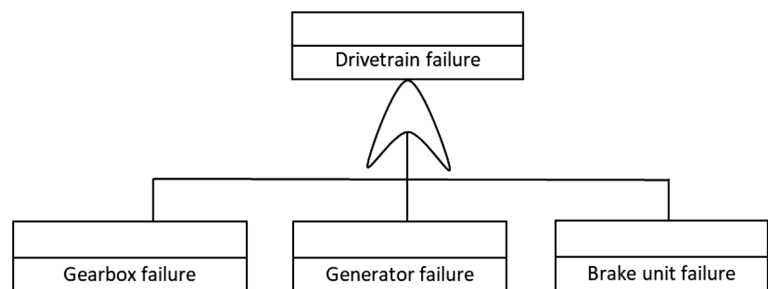 Drivetrain failure
Gearbox failure
Generator failure
Brake unit failure